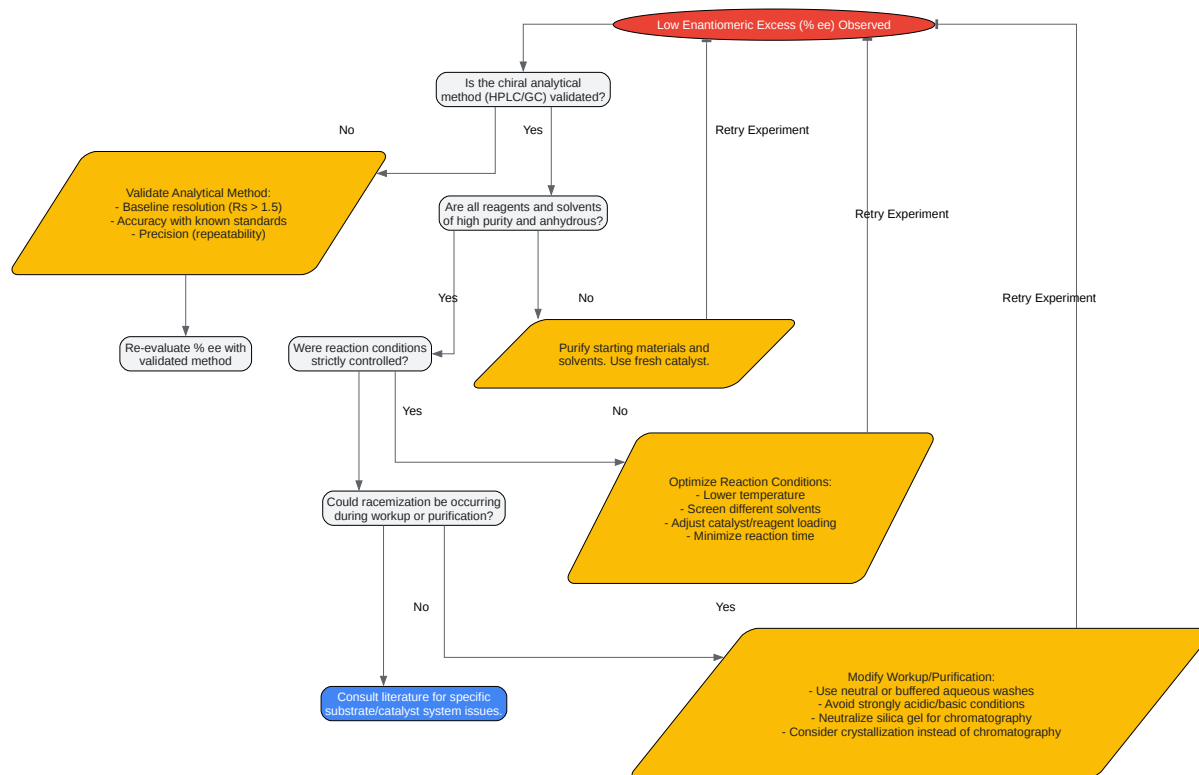 Low Enantiomeric Excess (% ee) Observed
Is the chiral analytical
method (HPLC/GC) validated?
No
Yes
Retry Experiment
Validate Analytical Method:
- Baseline resolution (Rs > 1.5)
- Accuracy with known standards
- Precision (repeatability)
Are all reagents and solvents
of high purity and anhydrous?
Retry Experiment
Yes
No
Retry Experiment
Re-evaluate % ee with
validated method
Were reaction conditions
strictly controlled?
Purify starting materials and
solvents. Use fresh catalyst.
Yes
No
Optimize Reaction Conditions:
- Lower temperature
- Screen different solvents
- Adjust catalyst/reagent loading
- Minimize reaction time
Could racemization be occurring
during workup or purification?
No
Yes
Consult literature for specific
substrate/catalyst system issues.
Modify Workup/Purification:
- Use neutral or buffered aqueous washes
- Avoid strongly acidic/basic conditions
- Neutralize silica gel for chromatography
- Consider crystallization instead of chromatography